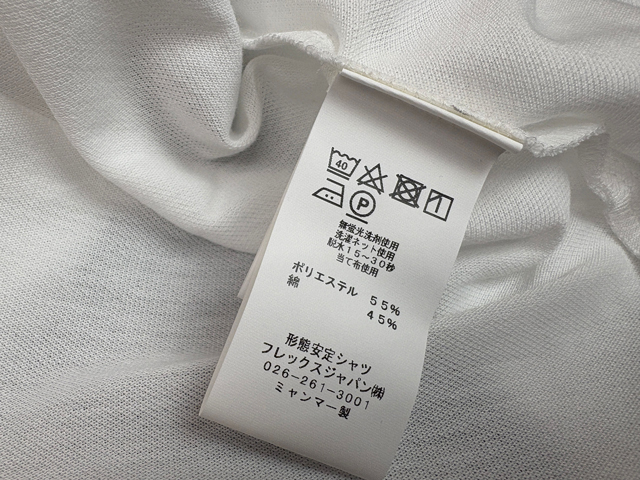 40
P
無蛍光洗剤使用
洗濯ネット使用
脱水15~30秒
当て布使用
ポリエステル 55%
綿 45%
形態安定シャツ
フレックスジャパン㈱
026-261-3001
ミャンマー製